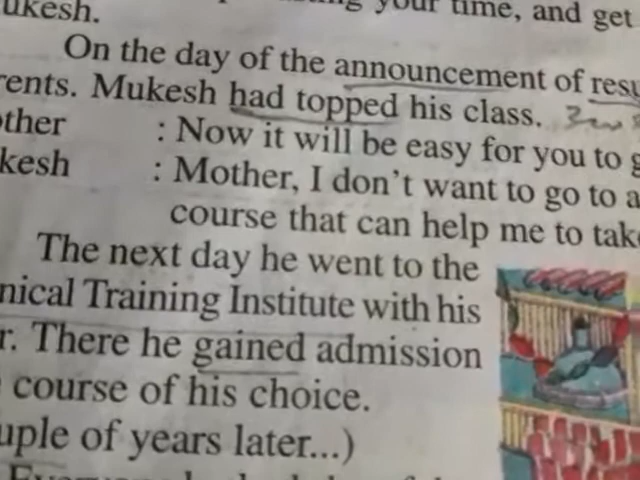 ukesh.
your time, and get
On the day of the announcement of resu
rents. Mukesh had topped his class.
other : Now it will be easy for you to g
kesh : Mother, I don't want to go to a
course that can help me to take
The next day he went to the
nical Training Institute with his
r. There he gained admission
course of his choice.
uple of years later...)